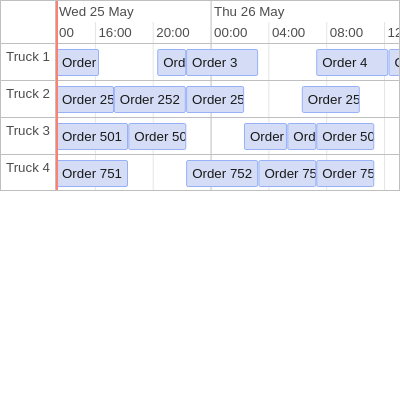 Wed 25 May Thu 26 May
00 16:00 20:00 00:00 04:00 08:00 12
Truck 1 Order Ord Order 3 Order 4
Truck 2 Order 25 Order 252 Order 25 Order 25
Truck 3 Order 501 Order 50 Order Ord Order 50
Truck 4 Order 751 Order 752 Order 75 Order 75